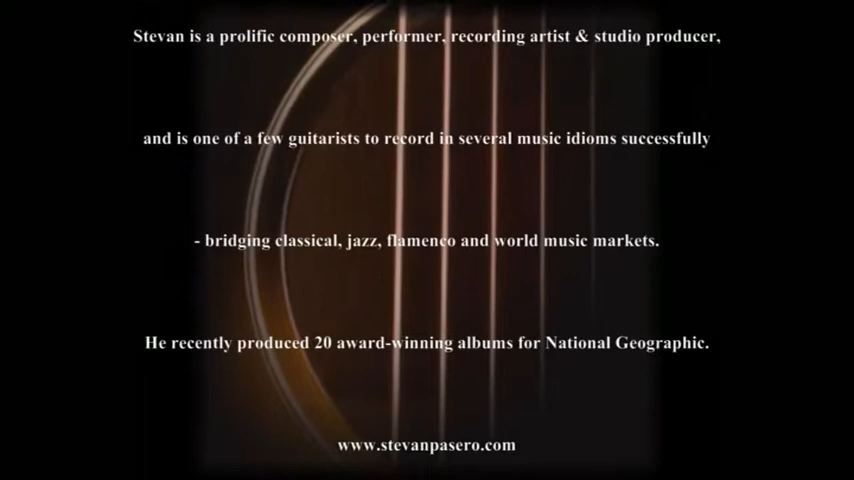 Stevan is a prolific composer, performer, recording artist & studio producer,
and is one of a few guitarists to record in several music idioms successfully
- bridging classical, jazz, flamenco and world music markets.
He recently produced 20 award-winning albums for National Geographic.
www.stevanpasero.com